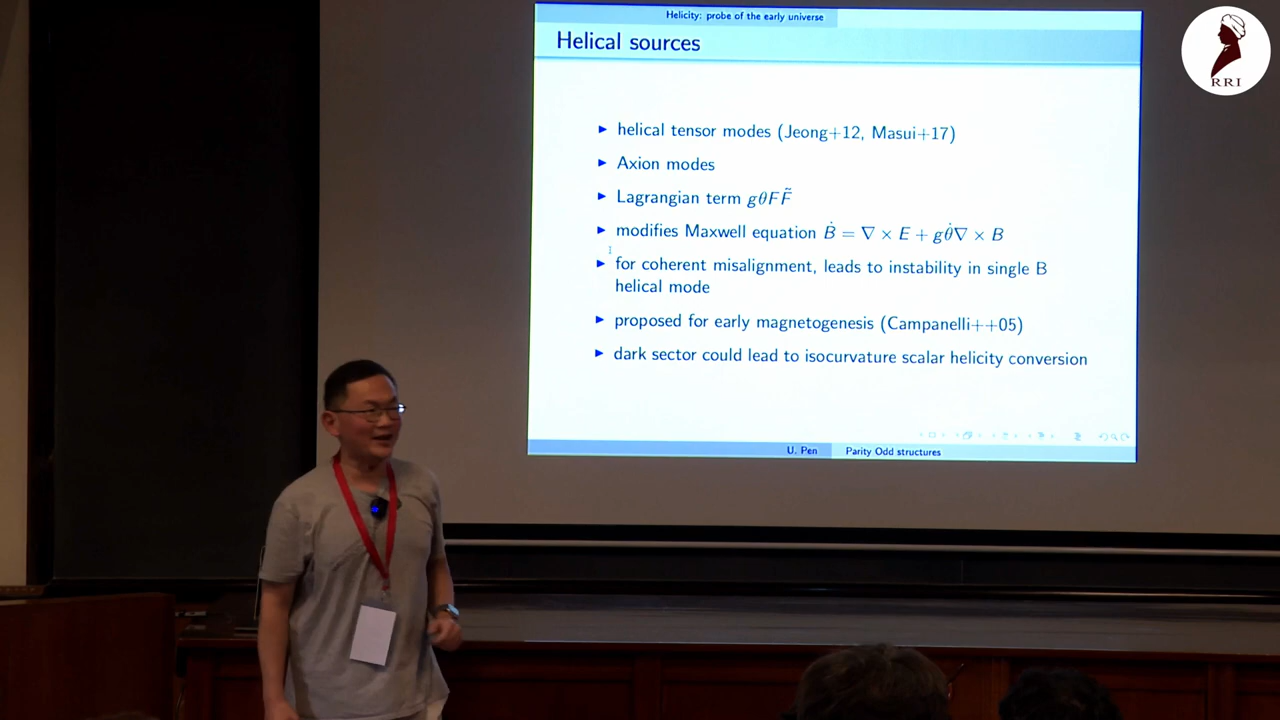 Helicity: probe of the early universe
Helical sources
► helical tensor modes (Jeong+12, Masui+17)
► Axion modes
► Lagrangian term gθFF̃
► modifies Maxwell equation Ḃ = ∇ × E + gθ̇∇ × B
► for coherent misalignment, leads to instability in single B
helical mode
► proposed for early magnetogenesis (Campanelli++05)
► dark sector could lead to isocurvature scalar helicity conversion
U. Pen Parity Odd structures
RRI